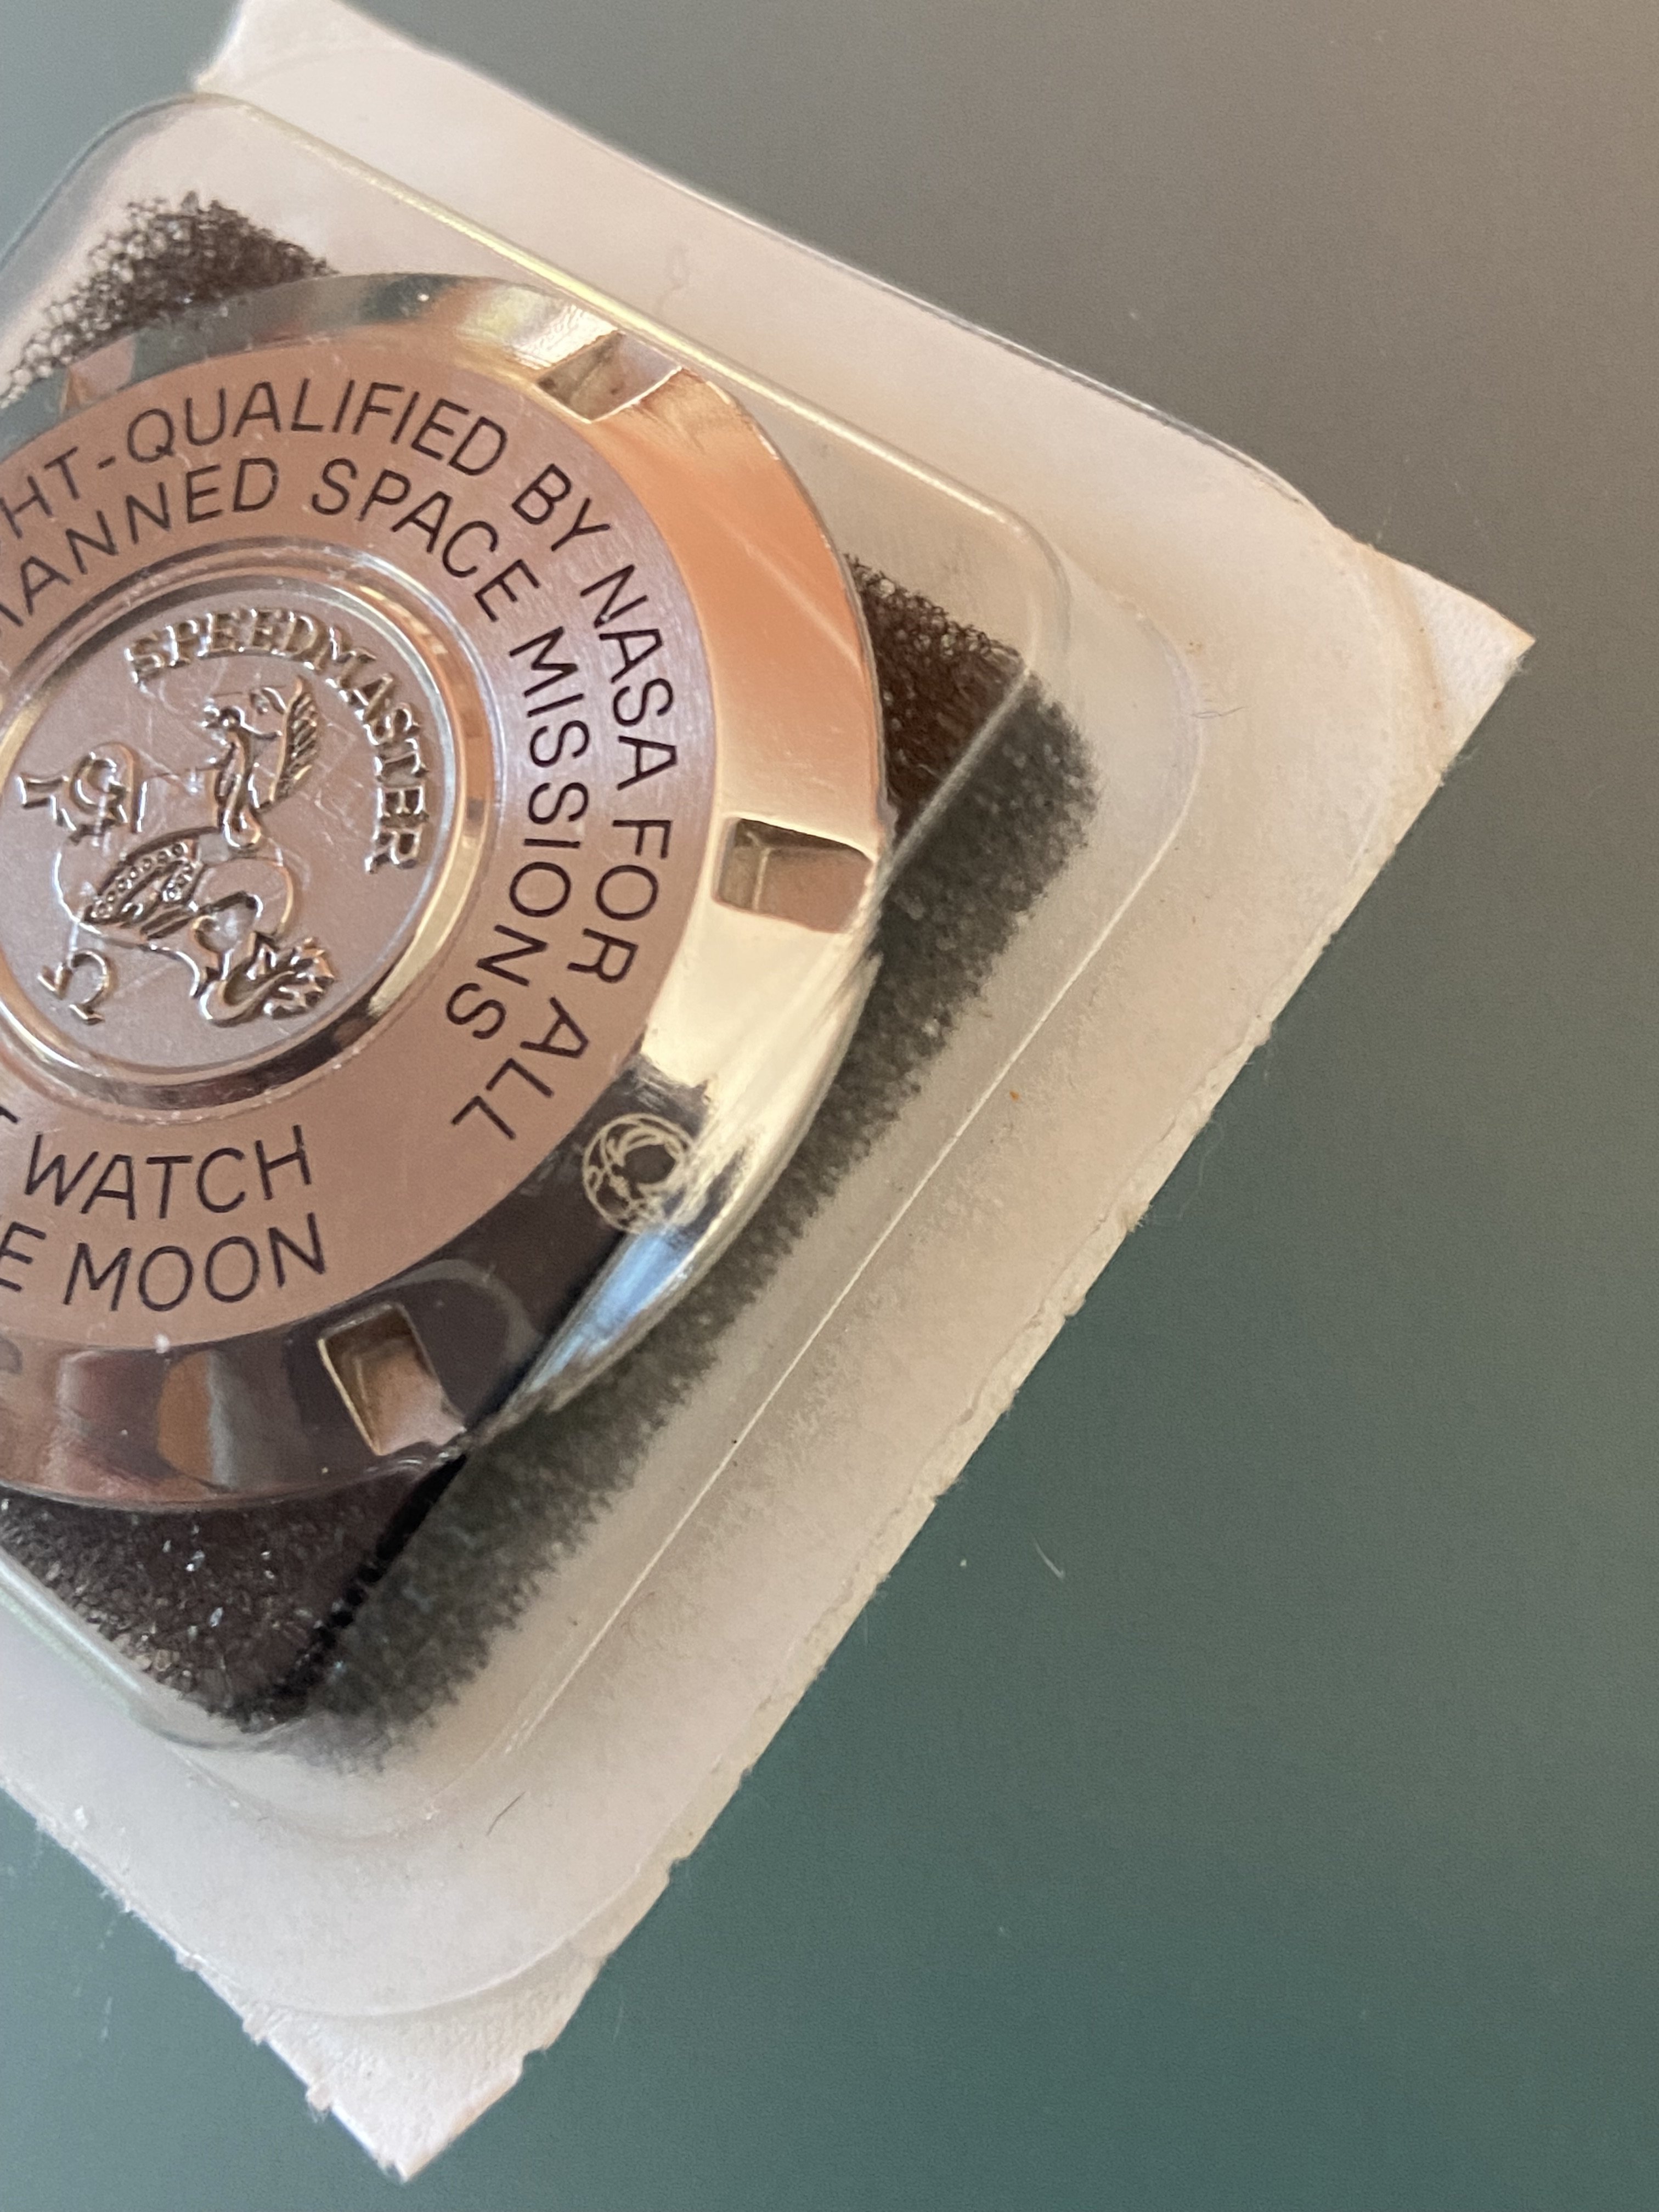 HT-QUALIFIED BY NASA FOR ALL
MANNED SPACE MISSIONS
SPEEDMASTER
Ω
WATCH
E MOON